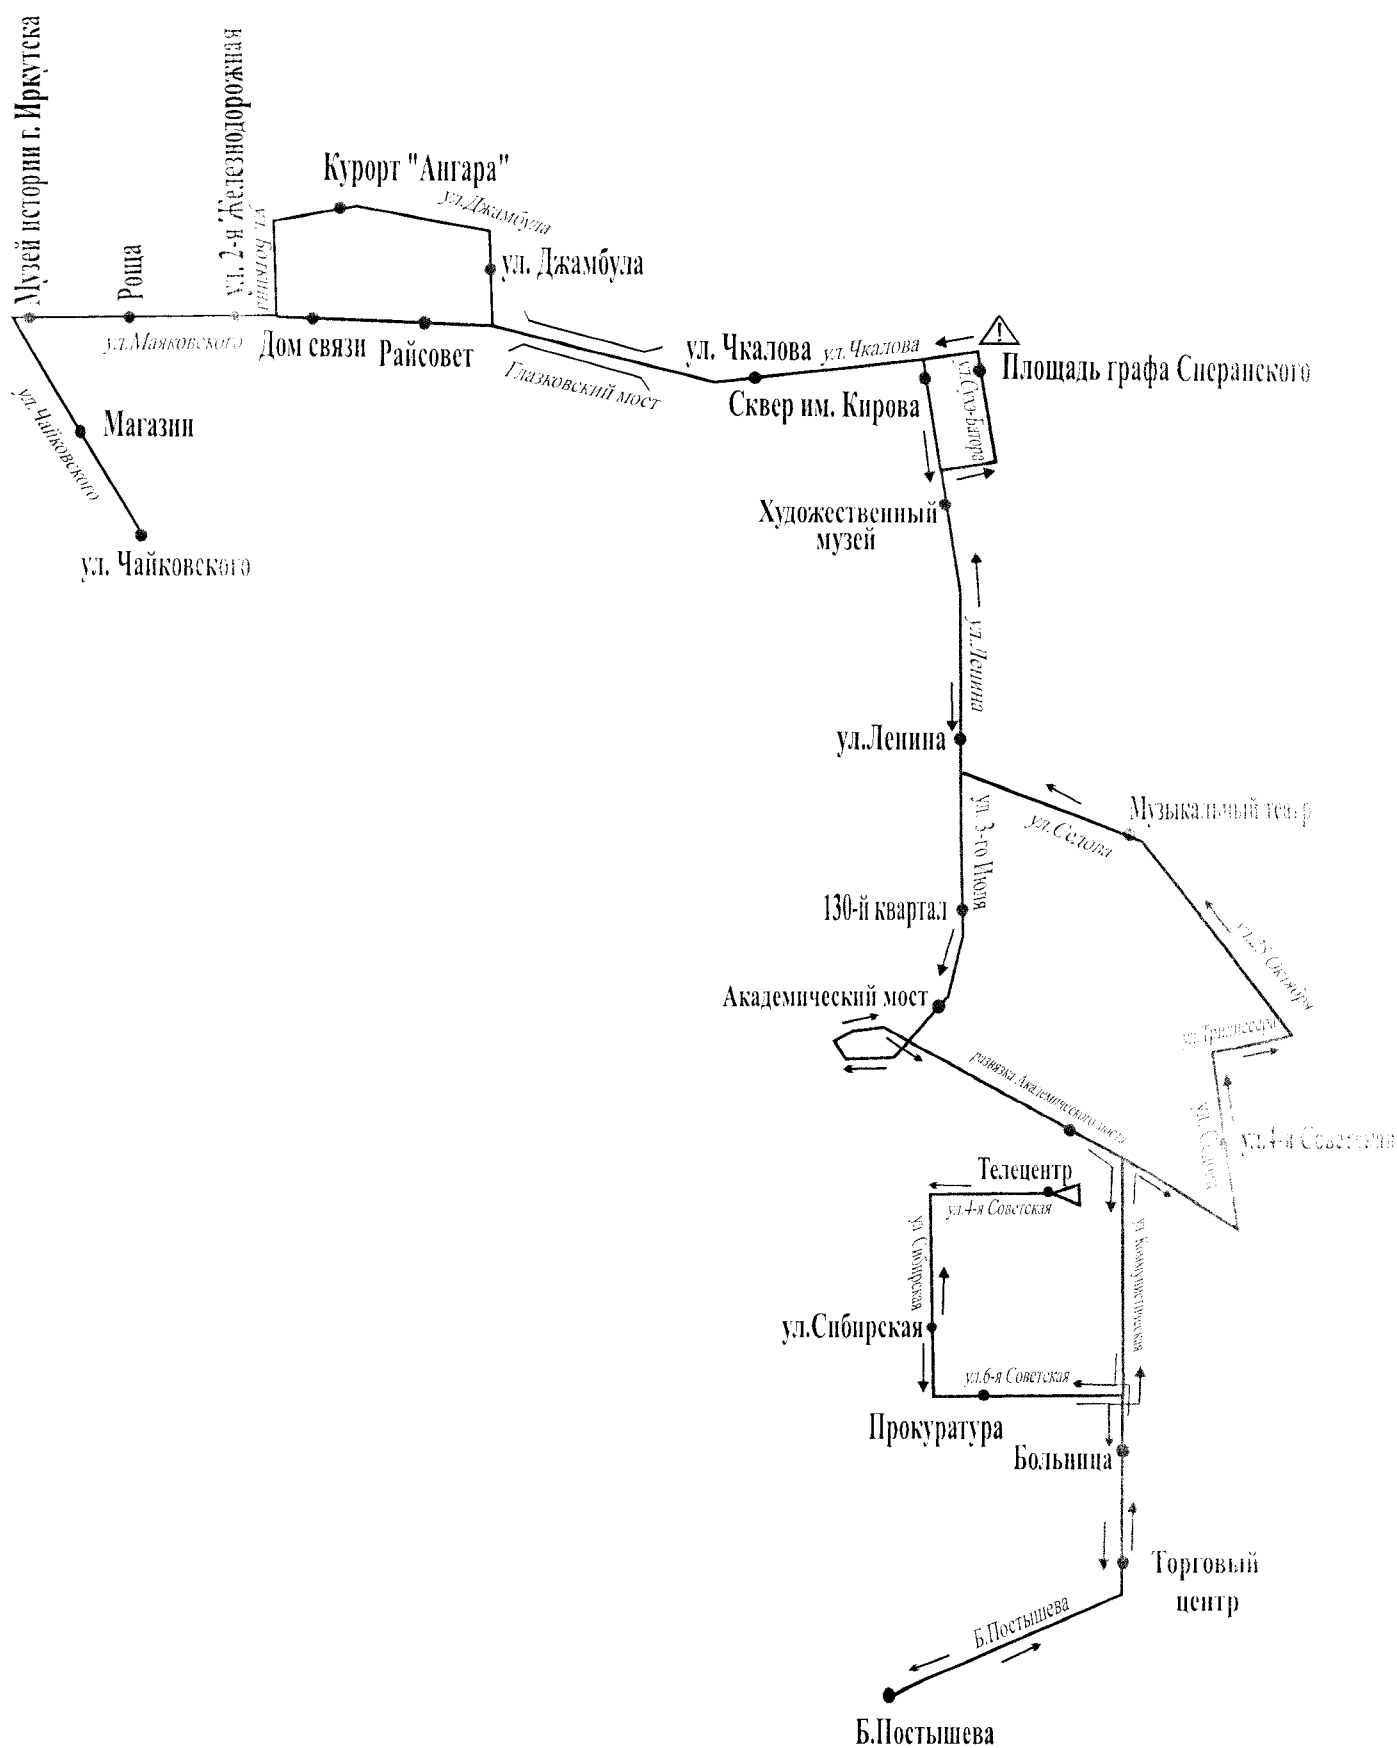 Музей истории г. Иркутска
Роща
ул. 2-я Железнодорожная
Курорт "Ангара"
ул.Джамбула
ул. Джамбула
ул.Маяковского
Дом связи
Райсовет
Глазковский мост
ул. Чкалова
ул.Чкалова
!
Площадь графа Сперанского
Сквер им. Кирова
ул.Сухэ-Батора
ул.Чайковского
Магазин
ул. Чайковского
Художественный
музей
ул.Ленина
ул.Ленина
ул. 3-го Июля
ул.Седова
Музыкальный театр
130-й квартал
Академический мост
развязка Академического моста
ул.4-я Советская
Телецентр
ул.4-я Советская
ул. Сибирская
ул. Коммунистическая
ул.Сибирская
ул.6-я Советская
Прокуратура
Больница
Торговый
центр
Б.Постышева
Б.Постышева